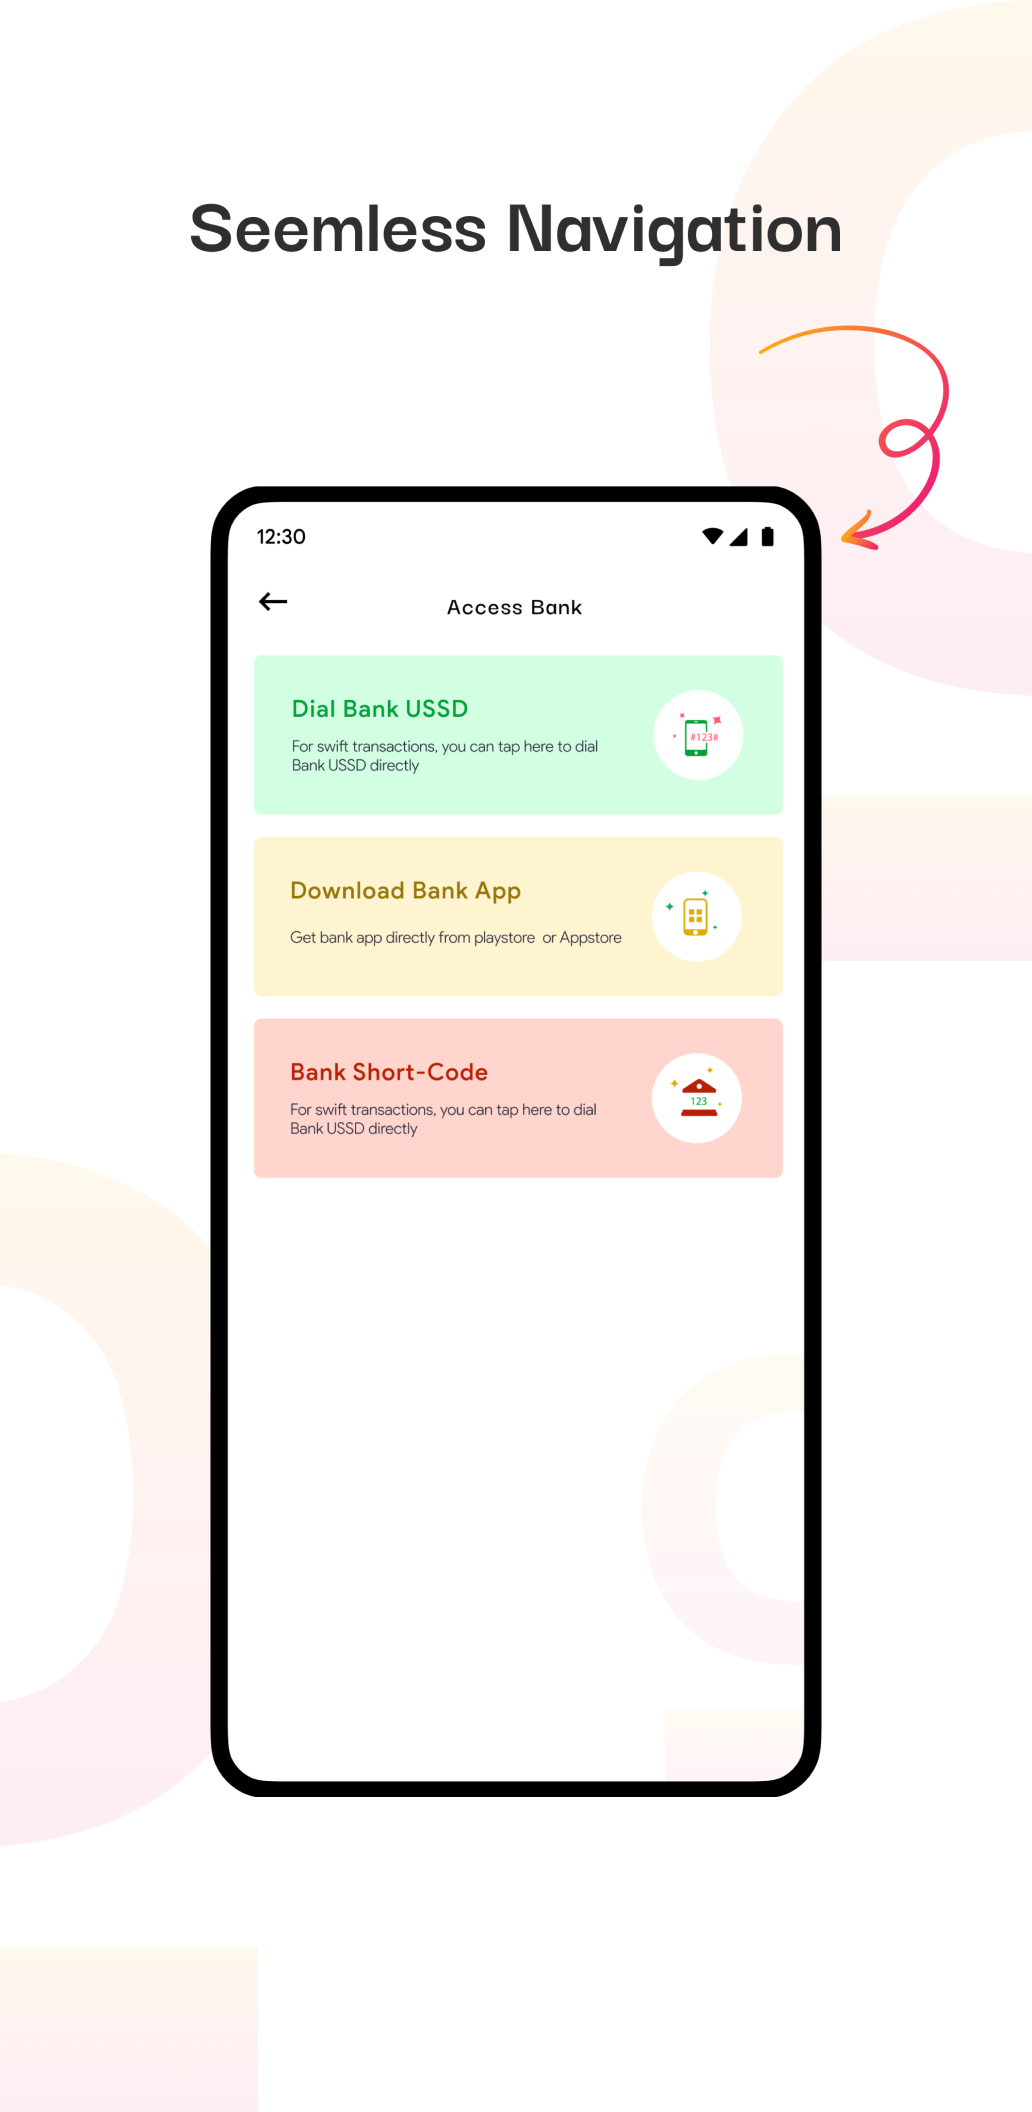 Seemless Navigation
12:30
Access Bank
Dial Bank USSD
For swift transactions, you can tap here to dial
Bank USSD directly
#123#
Download Bank App
Get bank app directly from playstore or Appstore
Bank Short-Code
For swift transactions, you can tap here to dial
Bank USSD directly
123